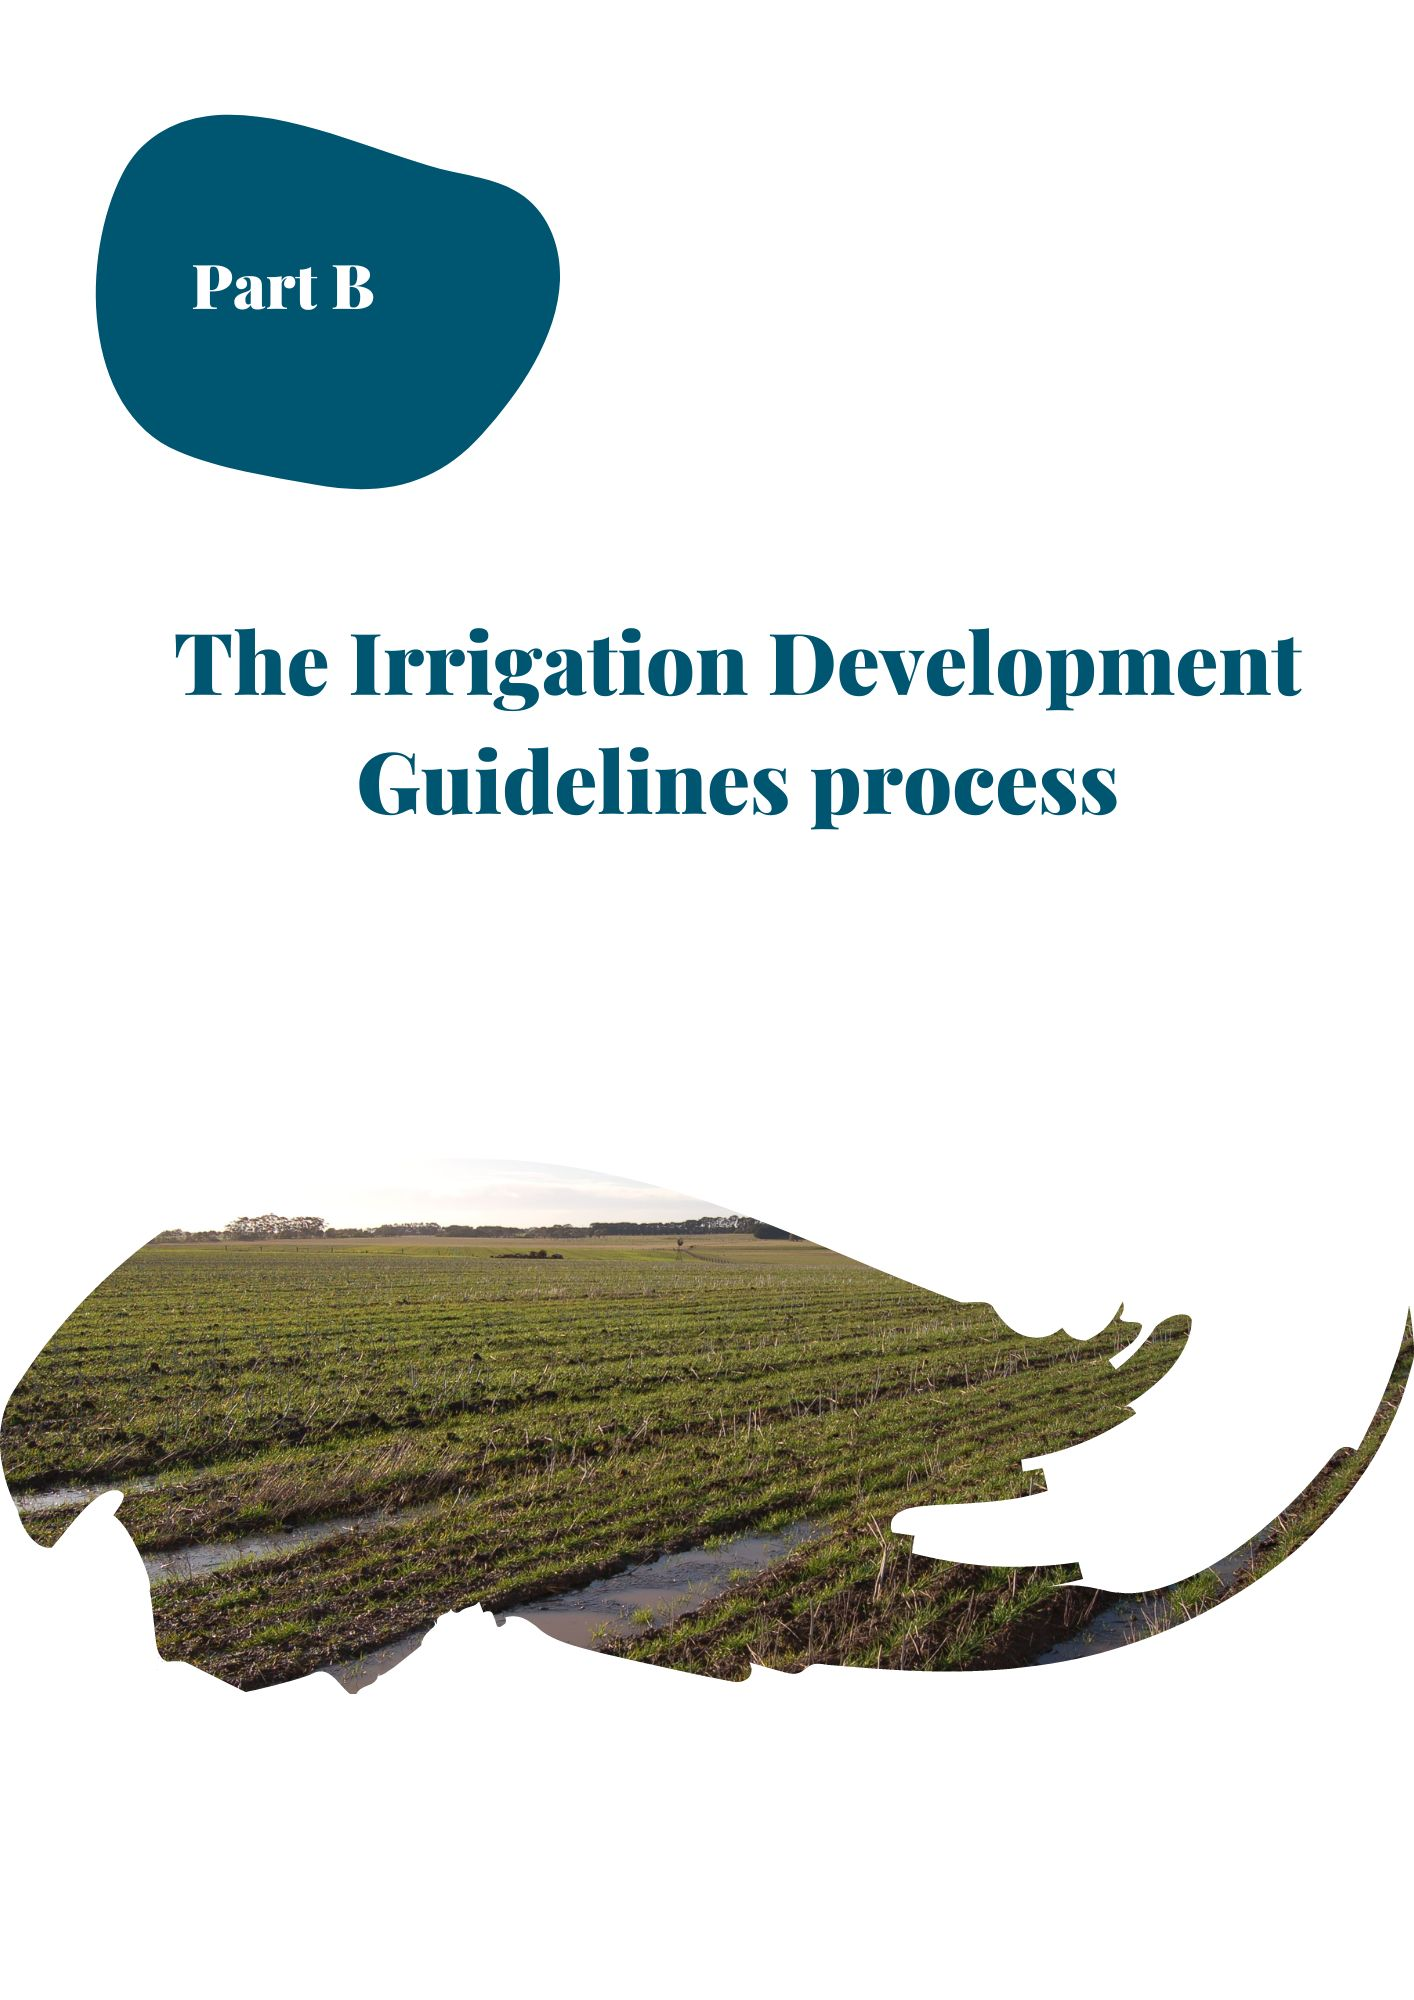 Part B
The Irrigation Development
Guidelines process